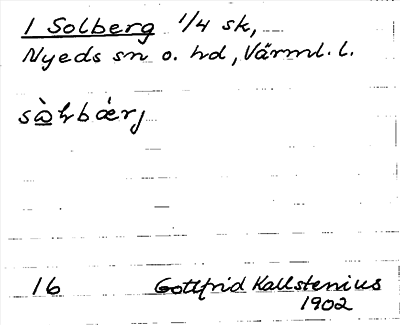 1 Solberg 1/4 sk,
Nyeds sn o. hd, Värml. l.
16 Gottfrid Kallstenius
1902